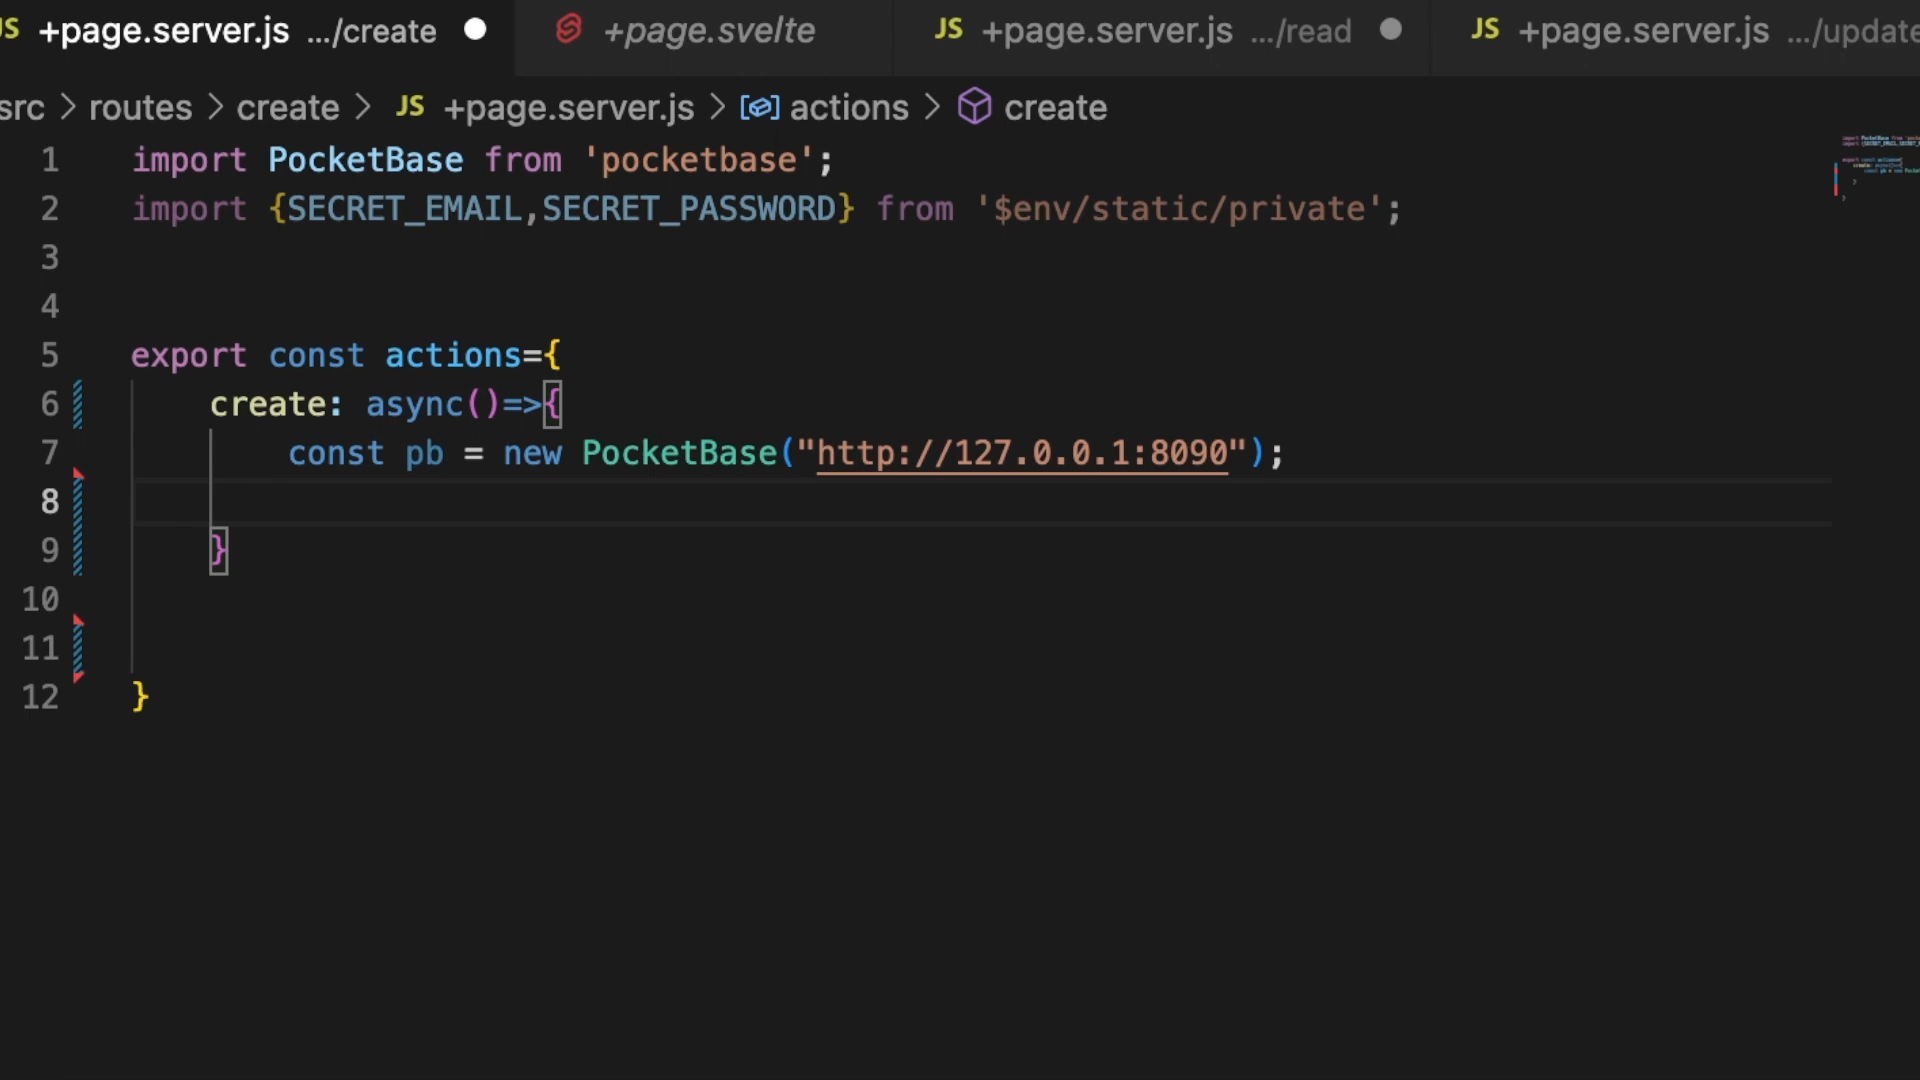 JS +page.server.js .../create +page.svelte JS +page.server.js .../read JS +page.server.js .../update
src > routes > create > JS +page.server.js > actions > create
1 import PocketBase from 'pocketbase';
2 import {SECRET_EMAIL,SECRET_PASSWORD} from '$env/static/private';
3
4
5 export const actions={
6 create: async()=>{
7 const pb = new PocketBase("http://127.0.0.1:8090");
8
9 }
10
11
12 }